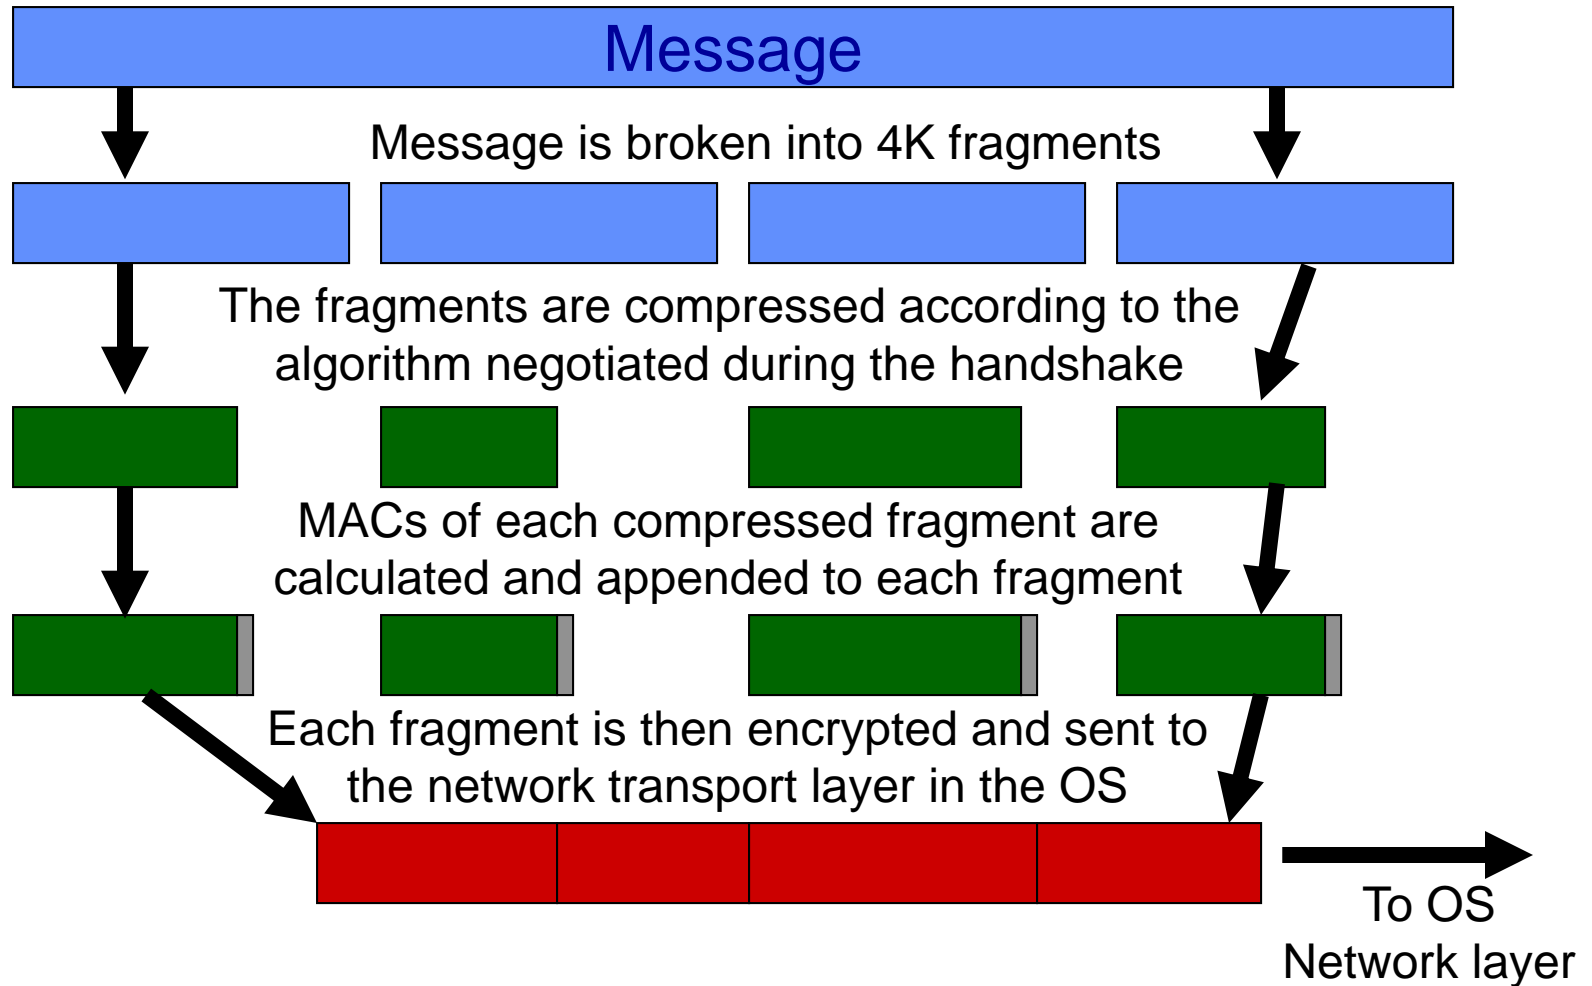 Message
Message is broken into 4K fragments
The fragments are compressed according to the
algorithm negotiated during the handshake
MACs of each compressed fragment are
calculated and appended to each fragment
Each fragment is then encrypted and sent to
the network transport layer in the OS
To OS
Network layer